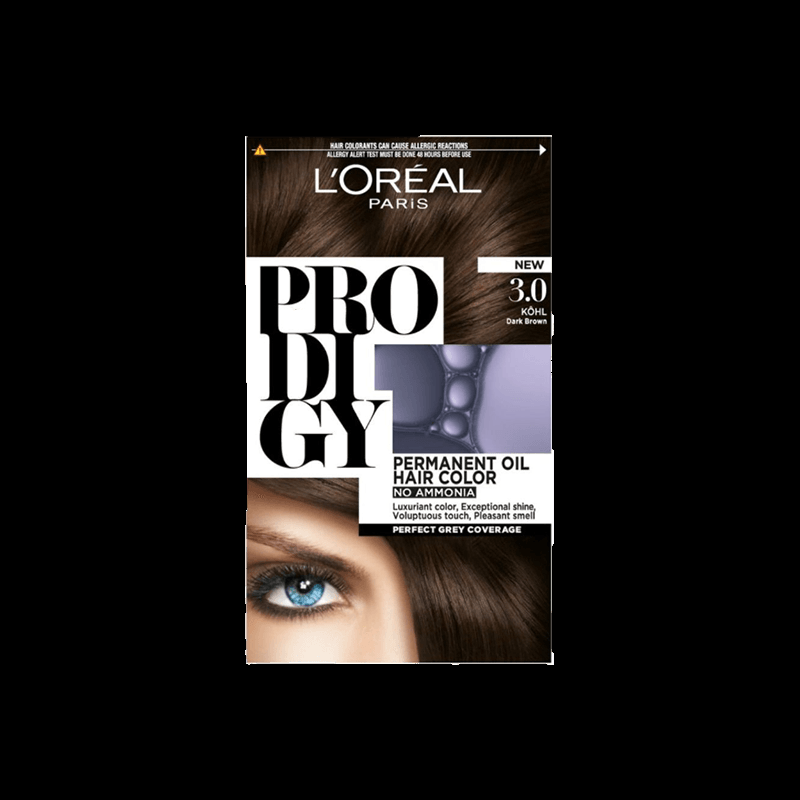 HAIR COLORANTS CAN CAUSE ALLERGIC REACTIONS
ALLERGY ALERT TEST MUST BE DONE 48 HOURS BEFORE USE
L'ORÉAL
PARIS
NEW
3.0
KÔHL
Dark Brown
PRO
DI
GY
PERMANENT OIL
HAIR COLOR
NO AMMONIA
Luxuriant color, Exceptional shine,
Voluptuous touch, Pleasant smell
PERFECT GREY COVERAGE